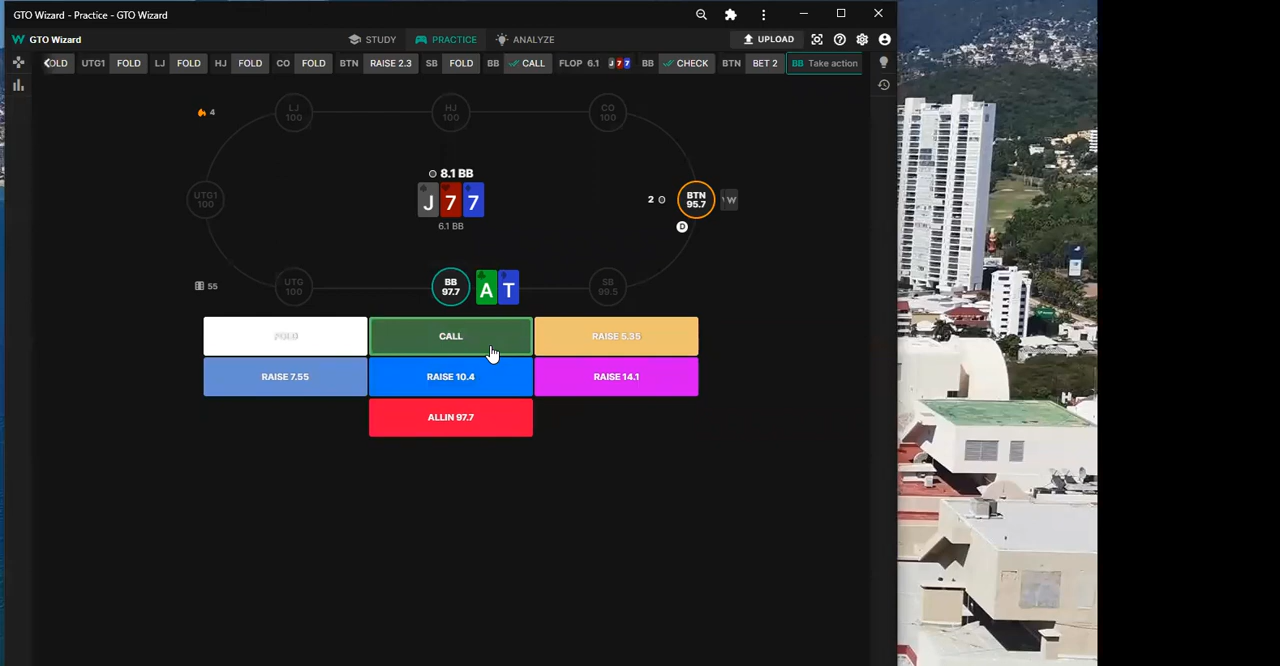 GTO Wizard - Practice - GTO Wizard
GTO Wizard
STUDY
PRACTICE
ANALYZE
UPLOAD
OLD UTG1 FOLD LJ FOLD HJ FOLD CO FOLD BTN RAISE 2.3 SB FOLD BB CALL FLOP 6.1 J 7 7 BB CHECK BTN BET 2 BB Take action
4
LJ
100
HJ
100
CO
100
8.1 BB
UTG1
100
J 7 7
2
BTN
95.7
W
6.1 BB
D
55
UTG
100
BB
97.7
A T
SB
99.5
FOLD
CALL
RAISE 5.35
RAISE 7.55
RAISE 10.4
RAISE 14.1
ALLIN 97.7